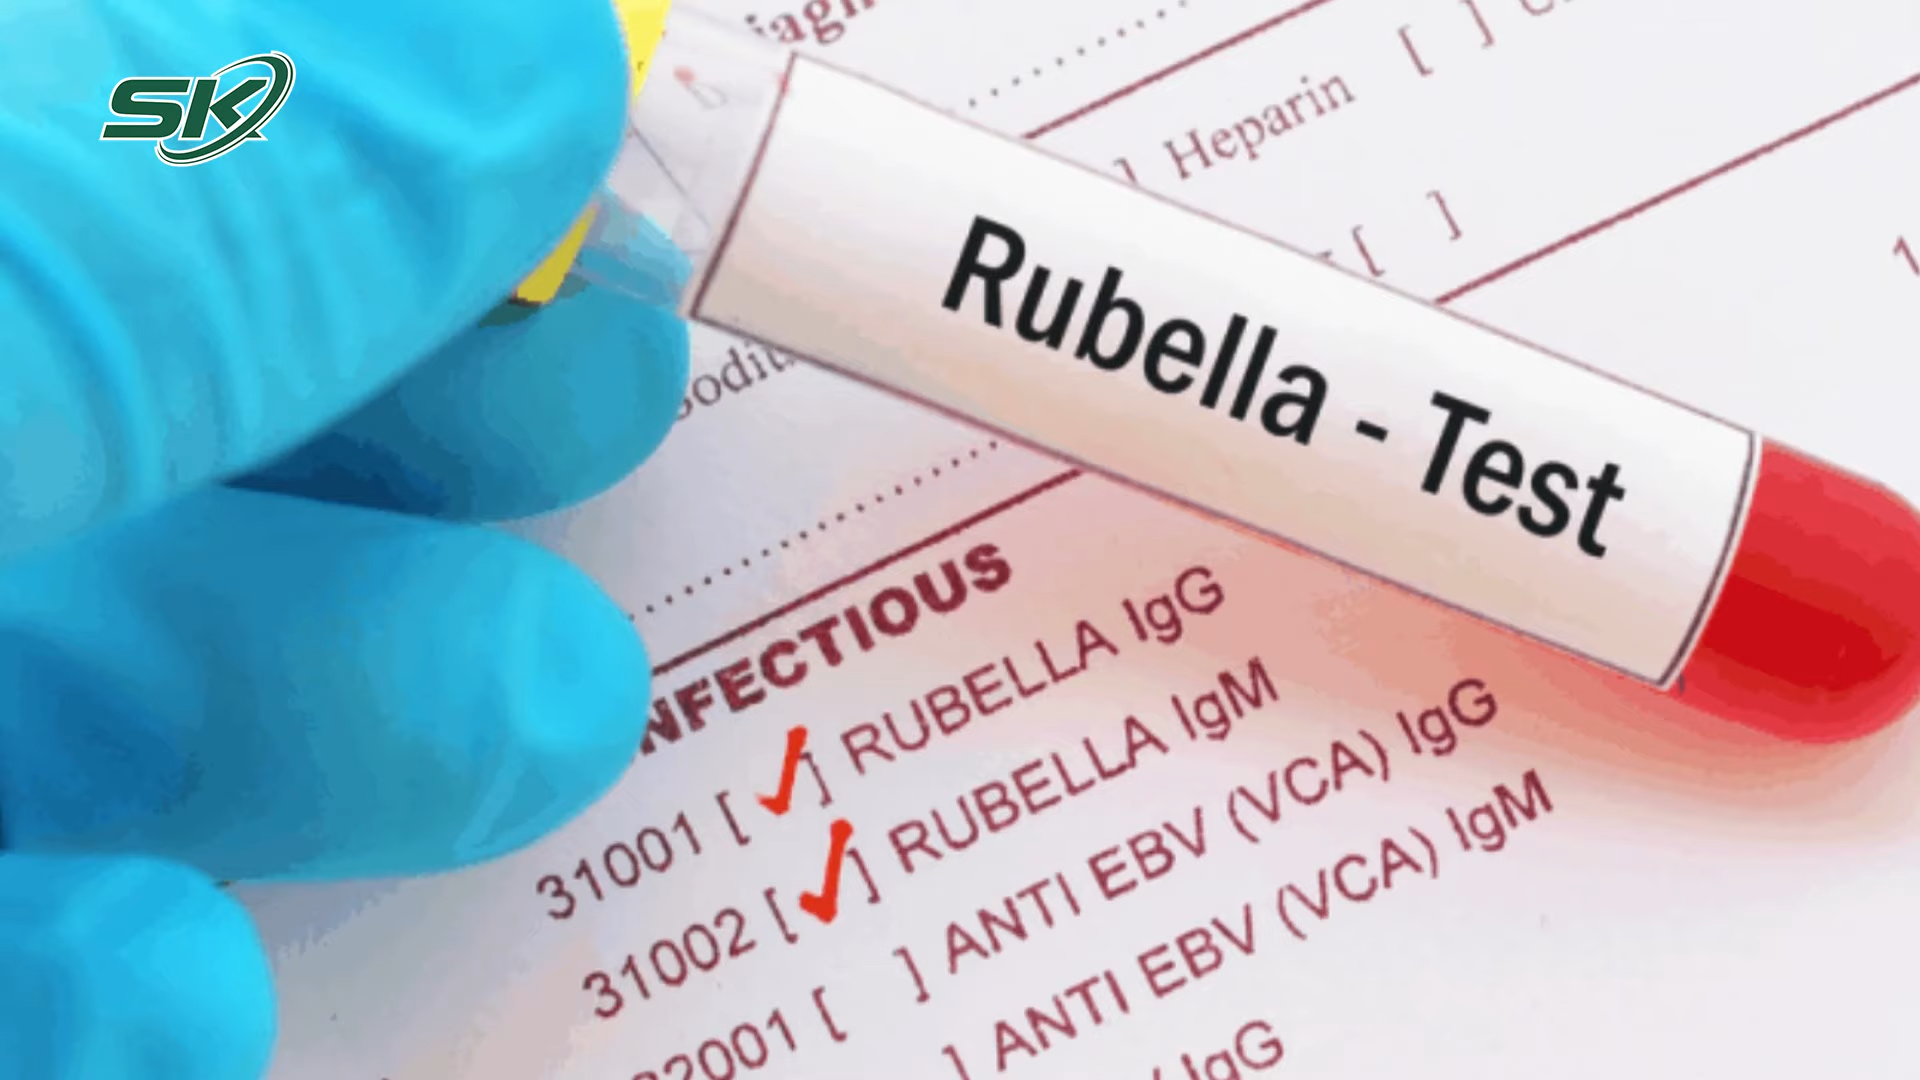 SK
Heparin [ ]
[ ]
Rubella - Test
NFECTIOUS
31001 [✓] RUBELLA IgG
31002 [✓] RUBELLA IgM
2001 [ ] ANTI EBV (VCA) IgG
] ANTI EBV (VCA) IgM
IgG